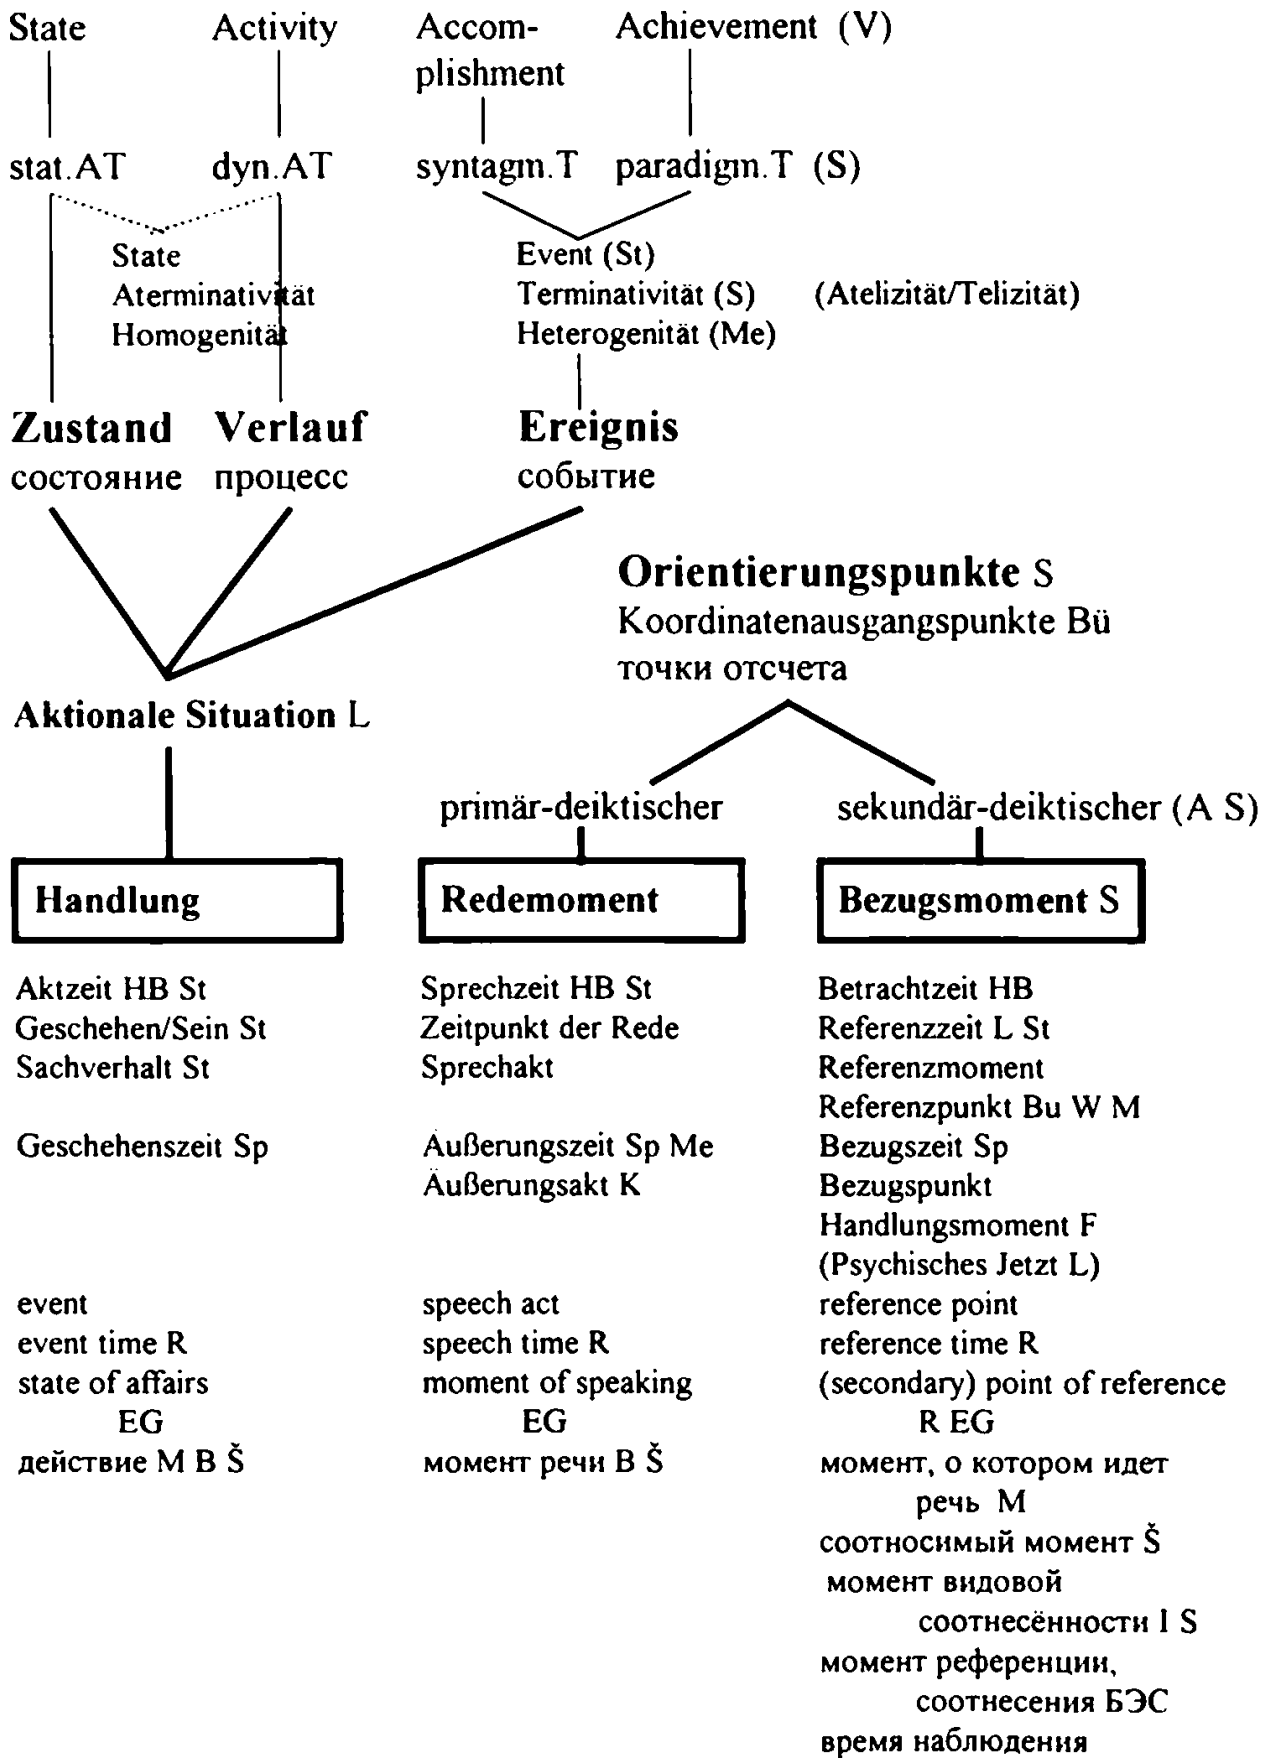 State Activity Accom- Achievement (V)
plishment
stat.AT dyn.AT syntagm.T paradigm.T (S)
State Event (St)
Aterminativität Terminativität (S) (Atelizität/Telizität)
Homogenität Heterogenität (Me)
Zustand Verlauf Ereignis
состояние процесс событие
Orientierungspunkte S
Koordinatenausgangspunkte Bü
точки отсчета
Aktionale Situation L
primär-deiktischer sekundär-deiktischer (A S)
Handlung Redemoment Bezugsmoment S
Aktzeit HB St Sprechzeit HB St Betrachtzeit HB
Geschehen/Sein St Zeitpunkt der Rede Referenzzeit L St
Sachverhalt St Sprechakt Referenzmoment
Referenzpunkt Bu W M
Geschehenszeit Sp Äußerungszeit Sp Me Bezugszeit Sp
Äußerungsakt K Bezugspunkt
Handlungsmoment F
(Psychisches Jetzt L)
event speech act reference point
event time R speech time R reference time R
state of affairs moment of speaking (secondary) point of reference
EG EG R EG
действие М В Š момент речи В Š момент, о котором идет
речь М
соотносимый момент Š
момент видовой
соотнесённости I S
момент референции,
соотнесения БЭС
время наблюдения